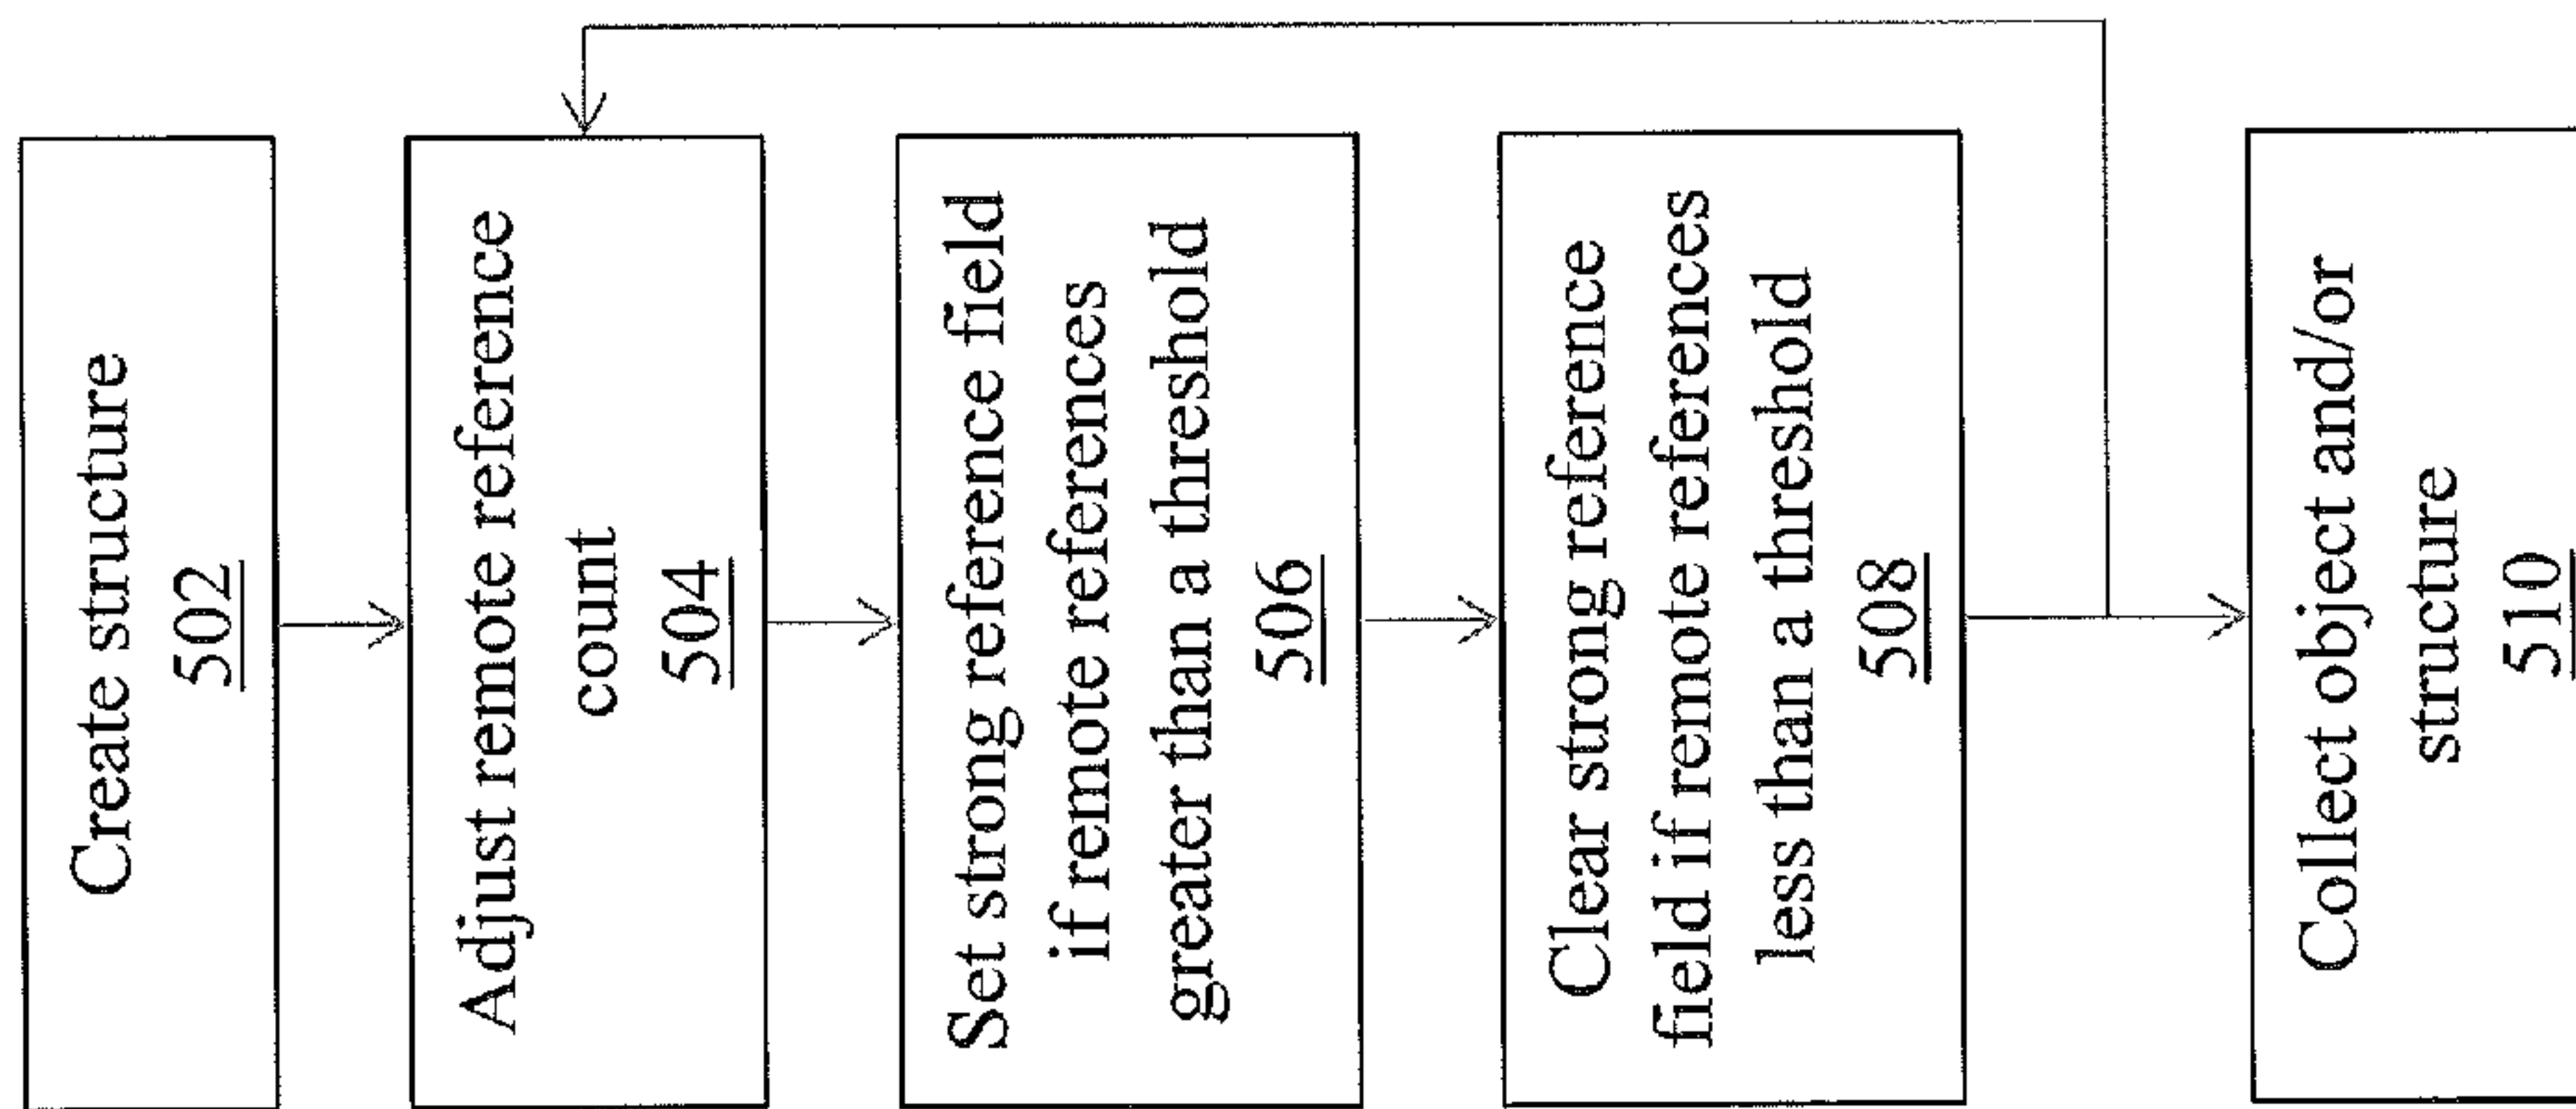 Create structure
502
Adjust remote reference
count
504
Set strong reference field
if remote references
greater than a threshold
506
Clear strong reference
field if remote references
less than a threshold
508
Collect object and/or
structure
510